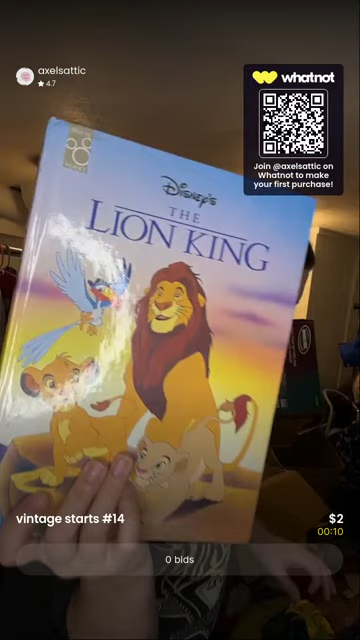 axelsattic
4.7
whatnot
Join @axelsattic on
Whatnot to make
your first purchase!
DISNEY'S
THE
LION KING
vintage starts #14
$2
00:10
0 bids